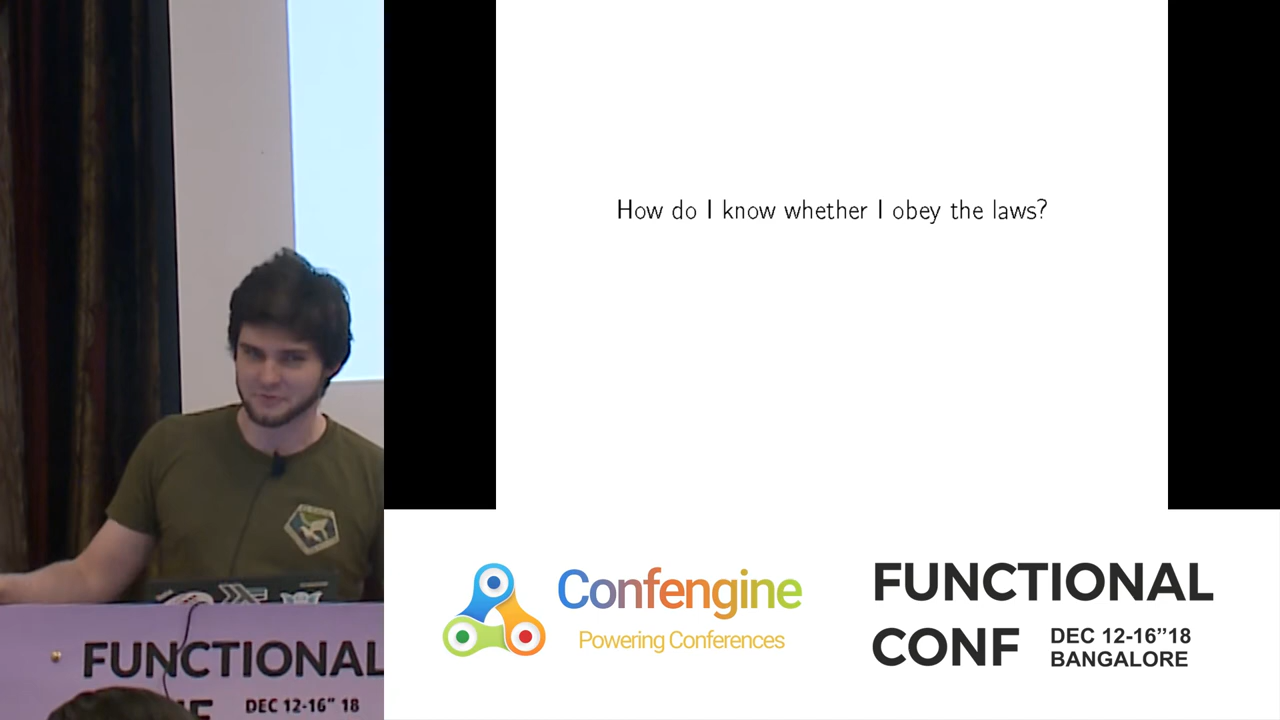 How do I know whether I obey the laws?
Confengine
Powering Conferences
FUNCTIONAL
CONF
DEC 12-16”18
BANGALORE
FUNCTIONAL
DEC 12-16” 18